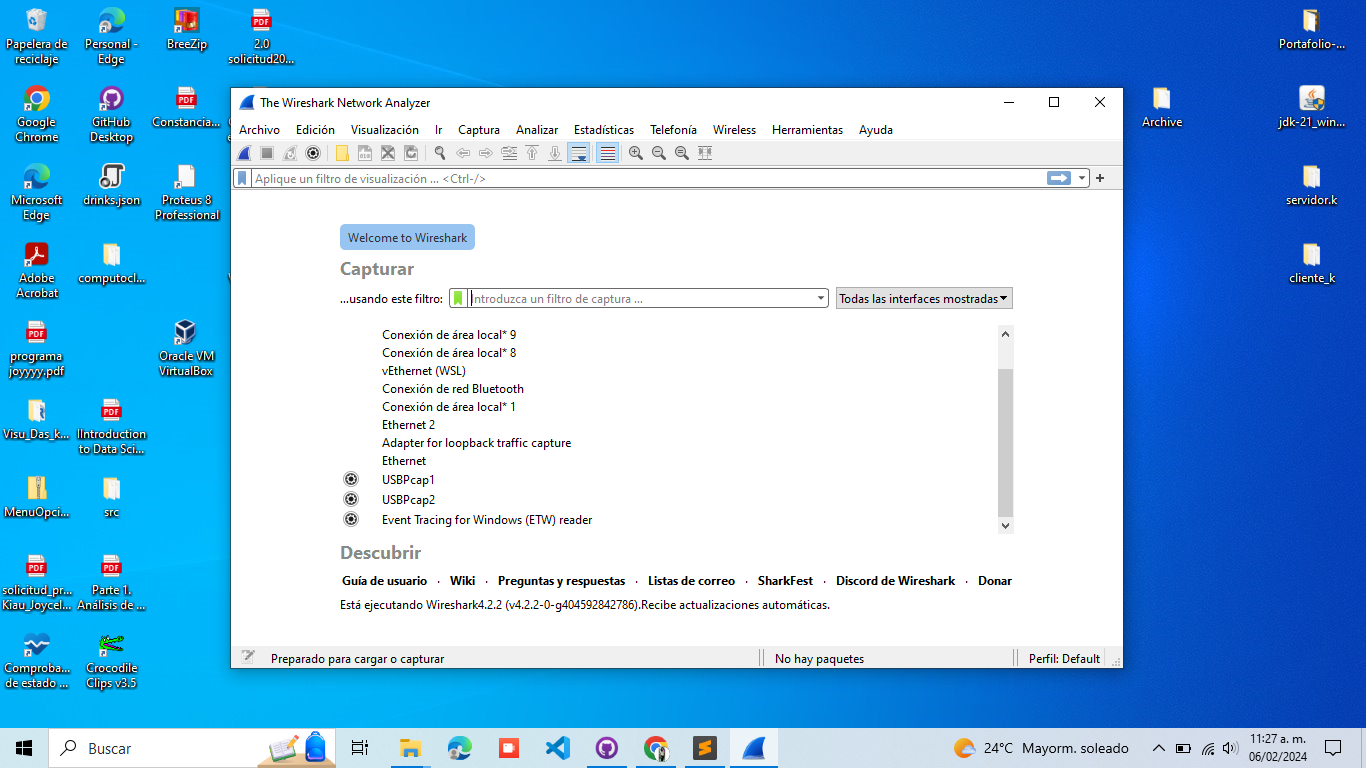 Papelera de
reciclaje
Personal -
Edge
BreeZip
2.0
solicitud20...
Portafolio-...
Google
Chrome
GitHub
Desktop
Constancia...
Archive
jdk-21_win...
Microsoft
Edge
drinks.json
Proteus 8
Professional
servidor.k
Adobe
Acrobat
computocl...
cliente_k
programa
joyyyy.pdf
Oracle VM
VirtualBox
Visu_Das_k...
IIntroduction
to Data Sci...
MenuOpci...
src
solicitud_pr...
Kiau_Joycel...
Parte 1.
Análisis de ...
Comproba...
de estado ...
Crocodile
Clips v3.5
The Wireshark Network Analyzer
Archivo Edición Visualización Ir Captura Analizar Estadísticas Telefonía Wireless Herramientas Ayuda
Aplique un filtro de visualización ... <Ctrl-/>
Welcome to Wireshark
Capturar
...usando este filtro: Introduzca un filtro de captura ... Todas las interfaces mostradas
Conexión de área local* 9
Conexión de área local* 8
vEthernet (WSL)
Conexión de red Bluetooth
Conexión de área local* 1
Ethernet 2
Adapter for loopback traffic capture
Ethernet
USBPcap1
USBPcap2
Event Tracing for Windows (ETW) reader
Descubrir
Guía de usuario · Wiki · Preguntas y respuestas · Listas de correo · SharkFest · Discord de Wireshark · Donar
Está ejecutando Wireshark4.2.2 (v4.2.2-0-g404592842786).Recibe actualizaciones automáticas.
Preparado para cargar o capturar No hay paquetes Perfil: Default
Buscar
24°C Mayorm. soleado
11:27 a. m.
06/02/2024